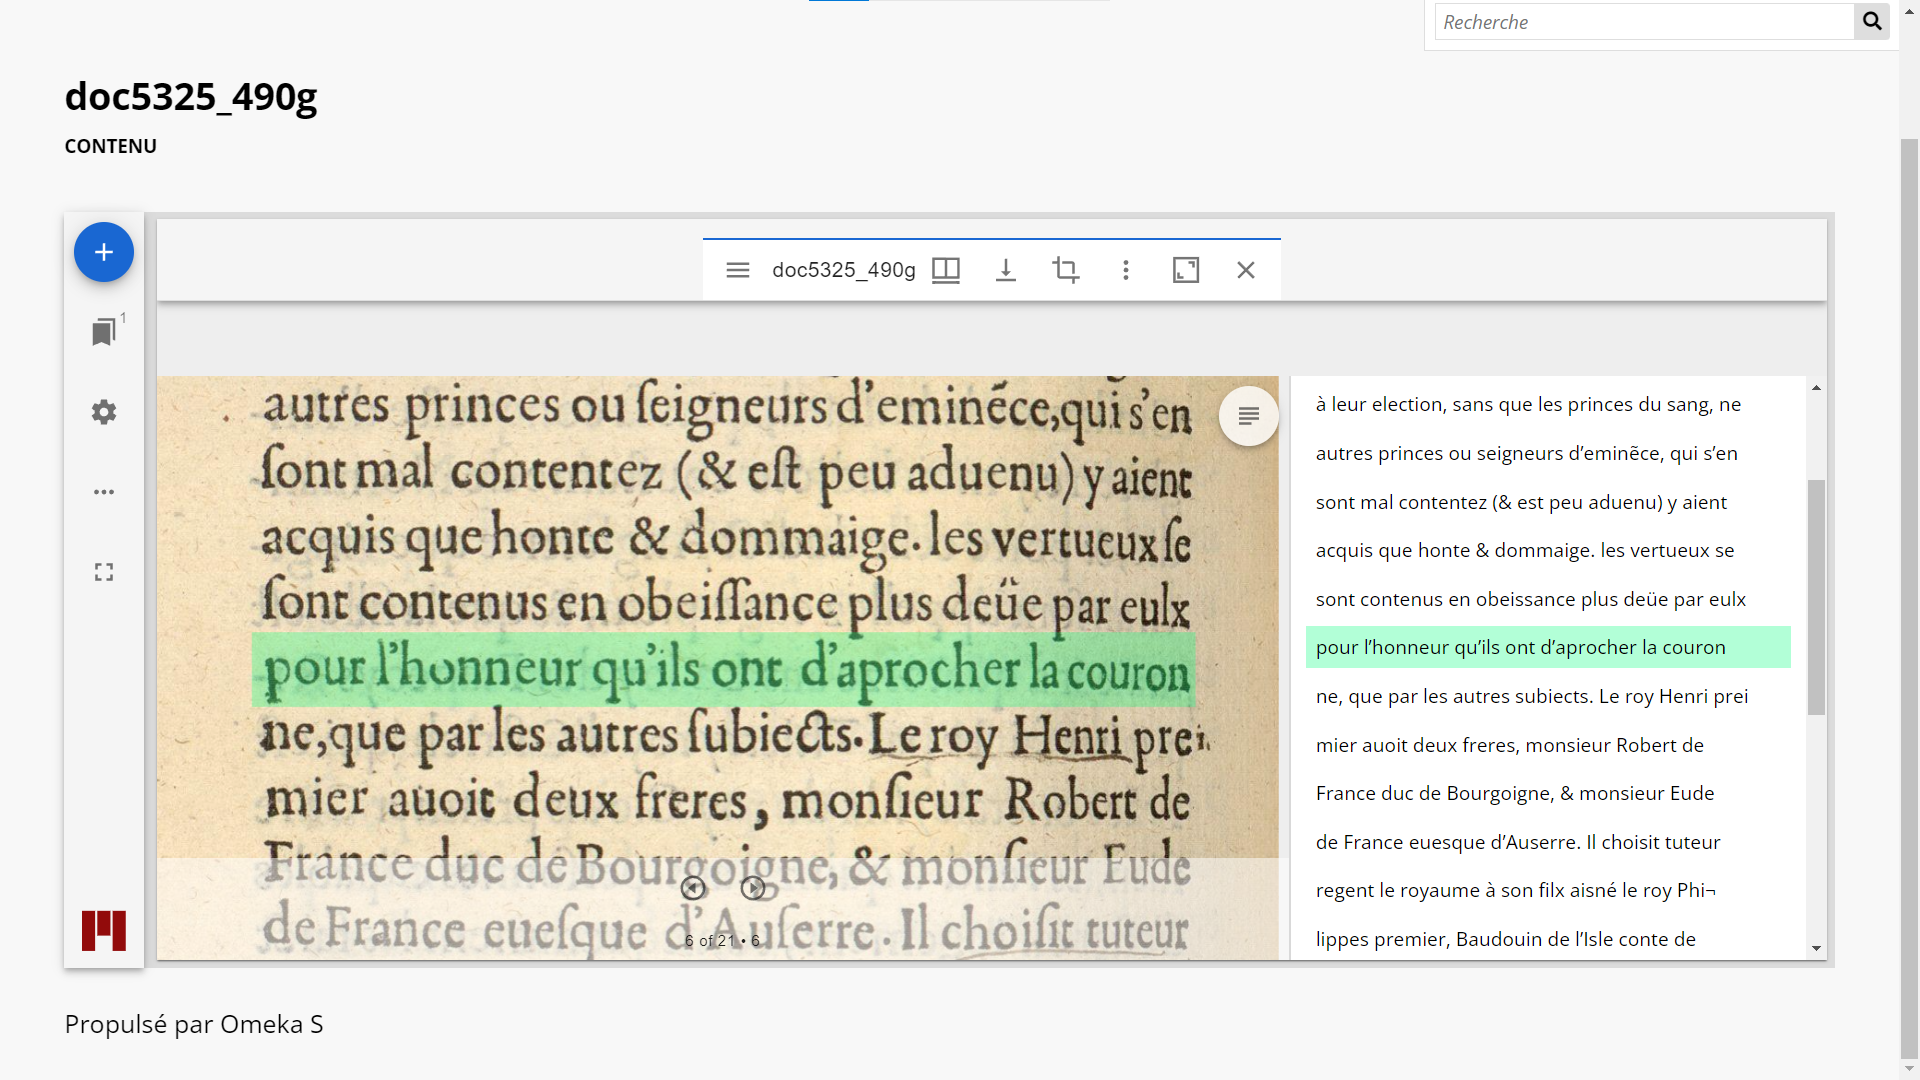 Recherche
doc5325_490g
CONTENU
1
doc5325_490g
autres princes ou ſeigneurs d’eminẽce,qui s’en
ſont mal contentez (& eſt peu aduenu) y aient
acquis que honte & dommaige. les vertueux ſe
ſont contenus en obeiſſance plus deüe par eulx
pour l’honneur qu’ils ont d’aprocher la couron
ne,que par les autres ſubiects. Le roy Henri prei
mier auoit deux freres, monſieur Robert de
France duc de Bourgoigne, & monſieur Eude
de France eueſque d’Auſerre. Il choiſit tuteur
6 of 21 • 6
à leur election, sans que les princes du sang, ne
autres princes ou seigneurs d’eminẽce, qui s’en
sont mal contentez (& est peu aduenu) y aient
acquis que honte & dommaige. les vertueux se
sont contenus en obeissance plus deüe par eulx
pour l’honneur qu’ils ont d’aprocher la couron
ne, que par les autres subiects. Le roy Henri prei
mier auoit deux freres, monsieur Robert de
France duc de Bourgoigne, & monsieur Eude
de France euesque d’Auserre. Il choisit tuteur
regent le royaume à son filx aisné le roy Phi¬
lippes premier, Baudouin de l’Isle conte de
Propulsé par Omeka S